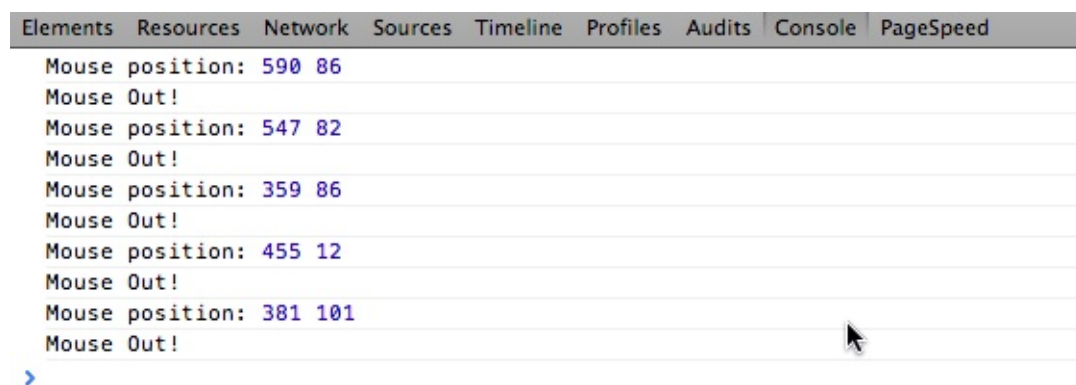 Elements Resources Network Sources Timeline Profiles Audits Console PageSpeed
Mouse position: 590 86
Mouse Out!
Mouse position: 547 82
Mouse Out!
Mouse position: 359 86
Mouse Out!
Mouse position: 455 12
Mouse Out!
Mouse position: 381 101
Mouse Out!
>